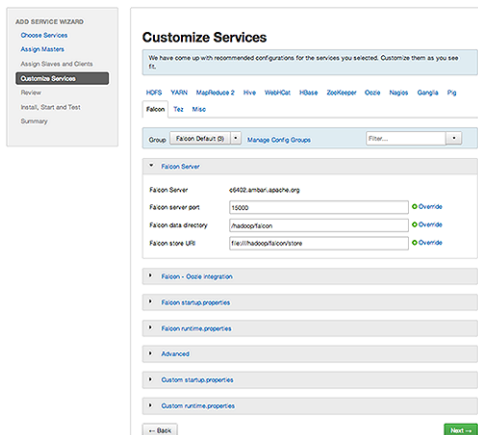 ADD SERVICE WIZARD
Choose Services
Assign Masters
Assign Slaves and Clients
Customize Services
Review
Install, Start and Test
Summary
Customize Services
We have come up with recommended configurations for the services you selected. Customize them as you see
fit.
HDFS YARN MapReduce 2 Hive WebHCat HBase ZooKeeper Oozie Nagios Ganglia Pig
Falcon Tez Misc
Group Falcon Default (3) Manage Config Groups Filter...
Falcon Server
Falcon Server c6402.ambari.apache.org
Falcon server port 15000 Override
Falcon data directory /hadoop/falcon Override
Falcon store URI file:///hadoop/falcon/store Override
Falcon - Oozie integration
Falcon startup.properties
Falcon runtime.properties
Advanced
Custom startup.properties
Custom runtime.properties
← Back Next →